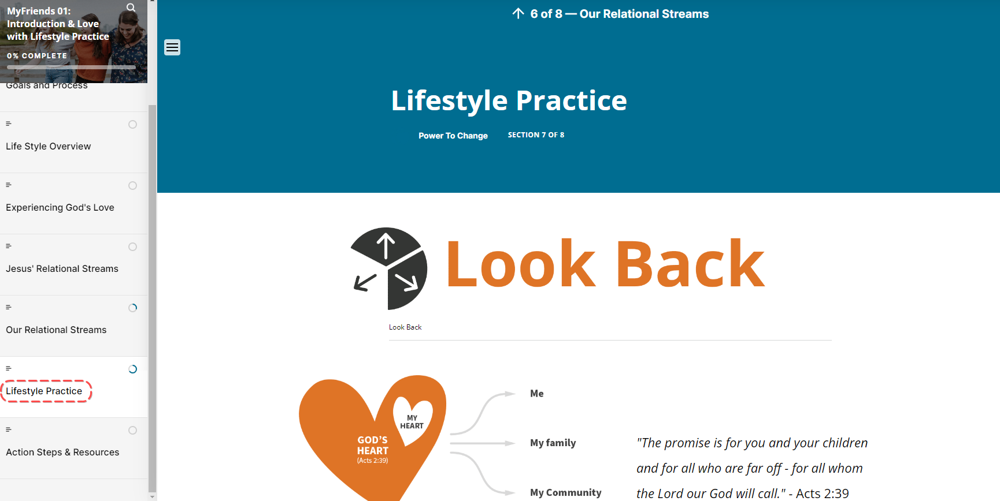 MyFriends 01:
Introduction & Love
with Lifestyle Practice
0% COMPLETE
Goals and Process
Life Style Overview
Experiencing God's Love
Jesus' Relational Streams
Our Relational Streams
Lifestyle Practice
Action Steps & Resources
6 of 8 — Our Relational Streams
Lifestyle Practice
Power To Change
SECTION 7 OF 8
Look Back
Look Back
MY
HEART
GOD'S
HEART
(Acts 2:39)
Me
My family
My Community
"The promise is for you and your children
and for all who are far off - for all whom
the Lord our God will call." - Acts 2:39